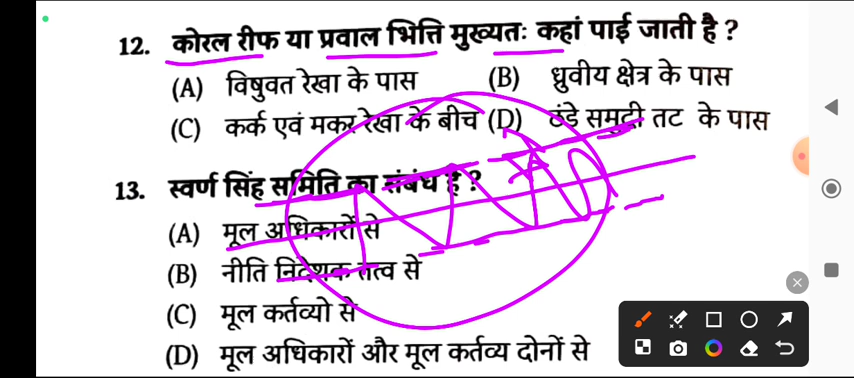 12. कोरल रीफ या प्रवाल भित्ति मुख्यतः कहां पाई जाती है ?
(A) विषुवत रेखा के पास (B) ध्रुवीय क्षेत्र के पास
(C) कर्क एवं मकर रेखा के बीच (D) ठंडे समुद्री तट के पास
13. स्वर्ण सिंह समिति का संबंध है ?
(A) मूल अधिकारों से
(B) नीति निदेशक तत्व से
(C) मूल कर्तव्यो से
(D) मूल अधिकारों और मूल कर्तव्य दोनों से